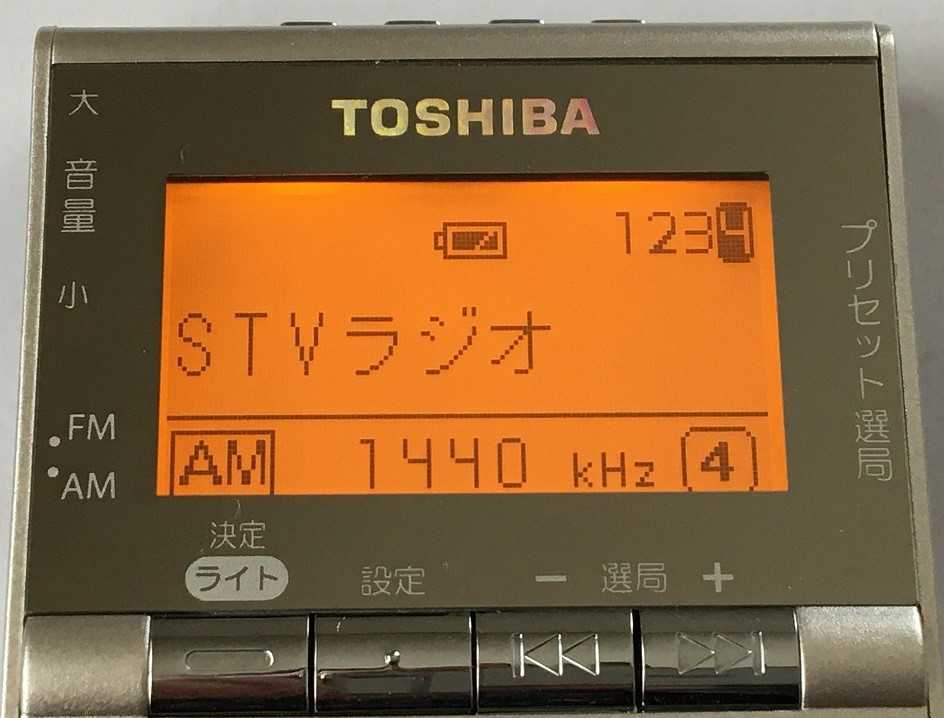 大
音量
小
TOSHIBA
1234
STVラジオ
AM 1440 kHz 4
プリセット選局
FM
AM
決定
ライト
設定
− 選局 +